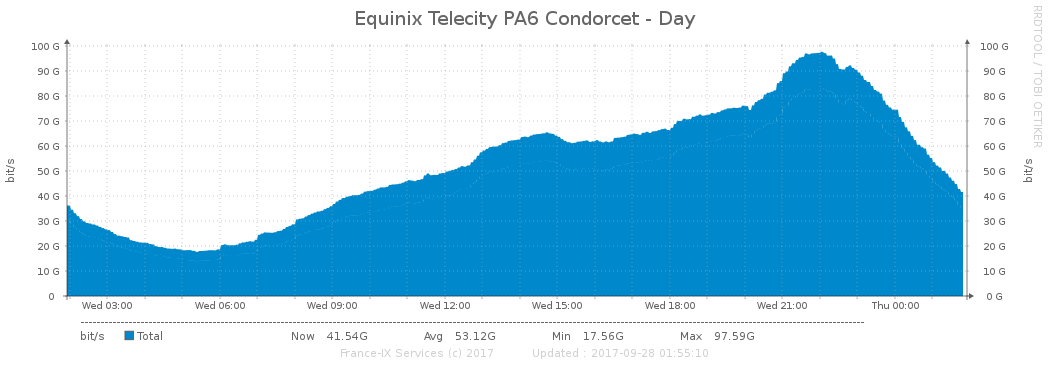 Equinix Telecity PA6 Condorcet - Day
RRDTOOL / TOBI OETIKER
bit/s
100 G 100 G
90 G 90 G
80 G 80 G
70 G 70 G
60 G 60 G
50 G 50 G
40 G 40 G
30 G 30 G
20 G 20 G
10 G 10 G
0 0 G
bit/s
Wed 03:00 Wed 06:00 Wed 09:00 Wed 12:00 Wed 15:00 Wed 18:00 Wed 21:00 Thu 00:00
bit/s Total Now 41.54G Avg 53.12G Min 17.56G Max 97.59G
France-IX Services (c) 2017 Updated : 2017-09-28 01:55:10